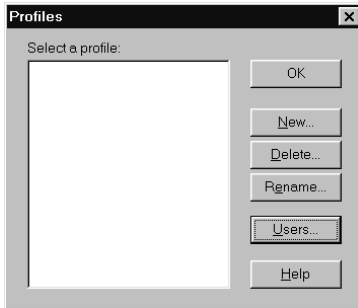 Profiles
Select a profile:
OK
New...
Delete...
Rename...
Users...
Help